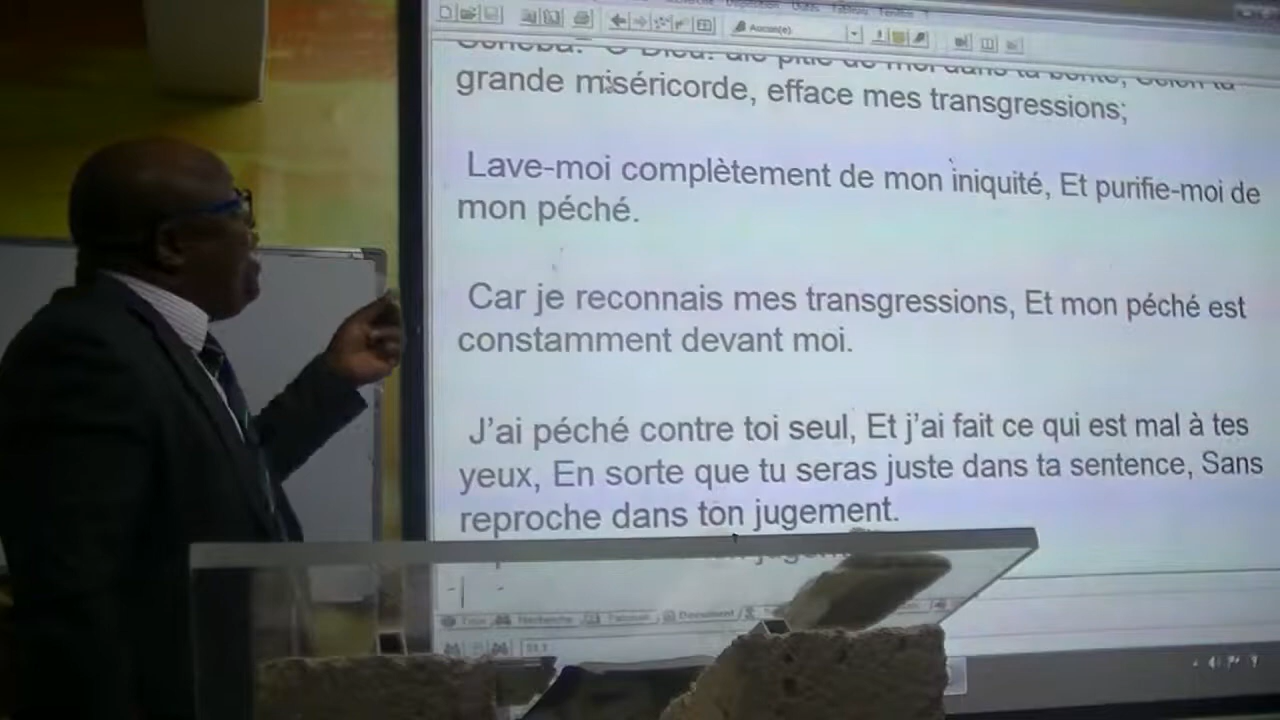 Aucun(e)
grande miséricorde, efface mes transgressions;
Lave-moi complètement de mon iniquité, Et purifie-moi de
mon péché.
Car je reconnais mes transgressions, Et mon péché est
constamment devant moi.
J'ai péché contre toi seul, Et j'ai fait ce qui est mal à tes
yeux, En sorte que tu seras juste dans ta sentence, Sans
reproche dans ton jugement.
Recherche Document